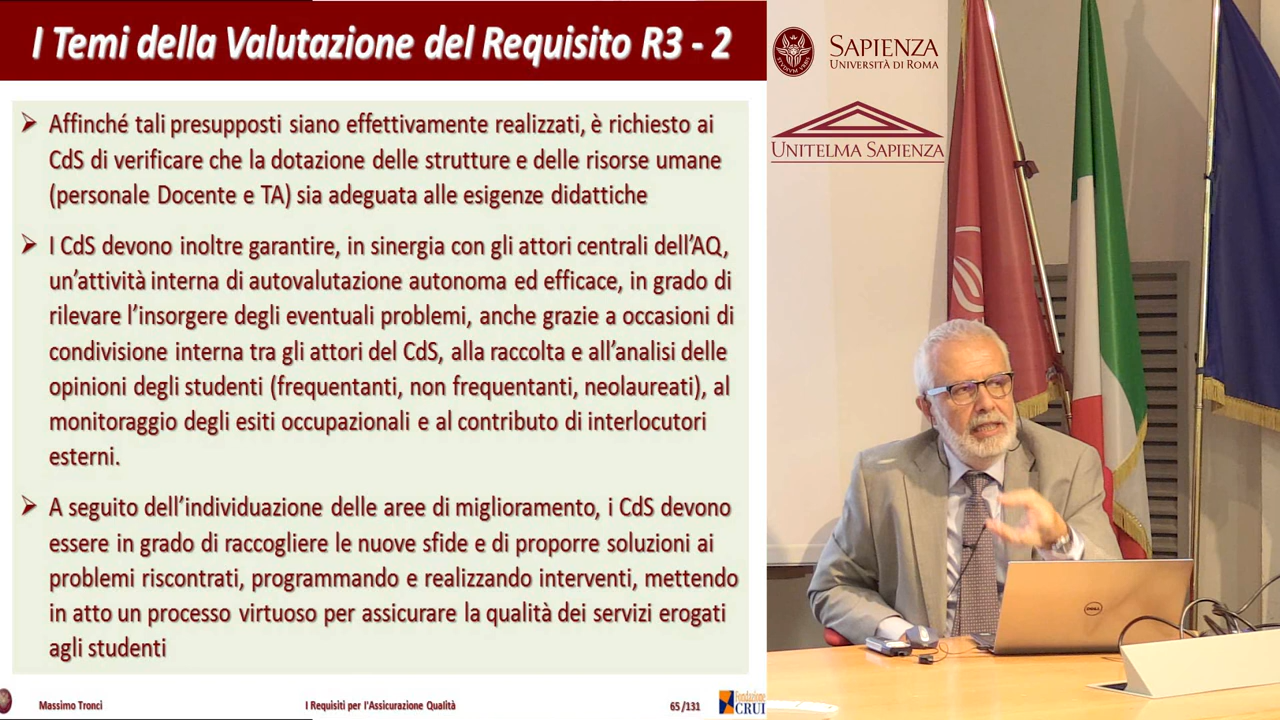 I Temi della Valutazione del Requisito R3 - 2
Affinché tali presupposti siano effettivamente realizzati, è richiesto ai
CdS di verificare che la dotazione delle strutture e delle risorse umane
(personale Docente e TA) sia adeguata alle esigenze didattiche
I CdS devono inoltre garantire, in sinergia con gli attori centrali dell'AQ,
un'attività interna di autovalutazione autonoma ed efficace, in grado di
rilevare l'insorgere degli eventuali problemi, anche grazie a occasioni di
condivisione interna tra gli attori del CdS, alla raccolta e all'analisi delle
opinioni degli studenti (frequentanti, non frequentanti, neolaureati), al
monitoraggio degli esiti occupazionali e al contributo di interlocutori
esterni.
A seguito dell'individuazione delle aree di miglioramento, i CdS devono
essere in grado di raccogliere le nuove sfide e di proporre soluzioni ai
problemi riscontrati, programmando e realizzando interventi, mettendo
in atto un processo virtuoso per assicurare la qualità dei servizi erogati
agli studenti
Massimo Tronci
I Requisiti per l'Assicurazione Qualità
65 /131
Fondazione
CRUI
SAPIENZA
UNIVERSITÀ DI ROMA
UNITELMA SAPIENZA
DELL